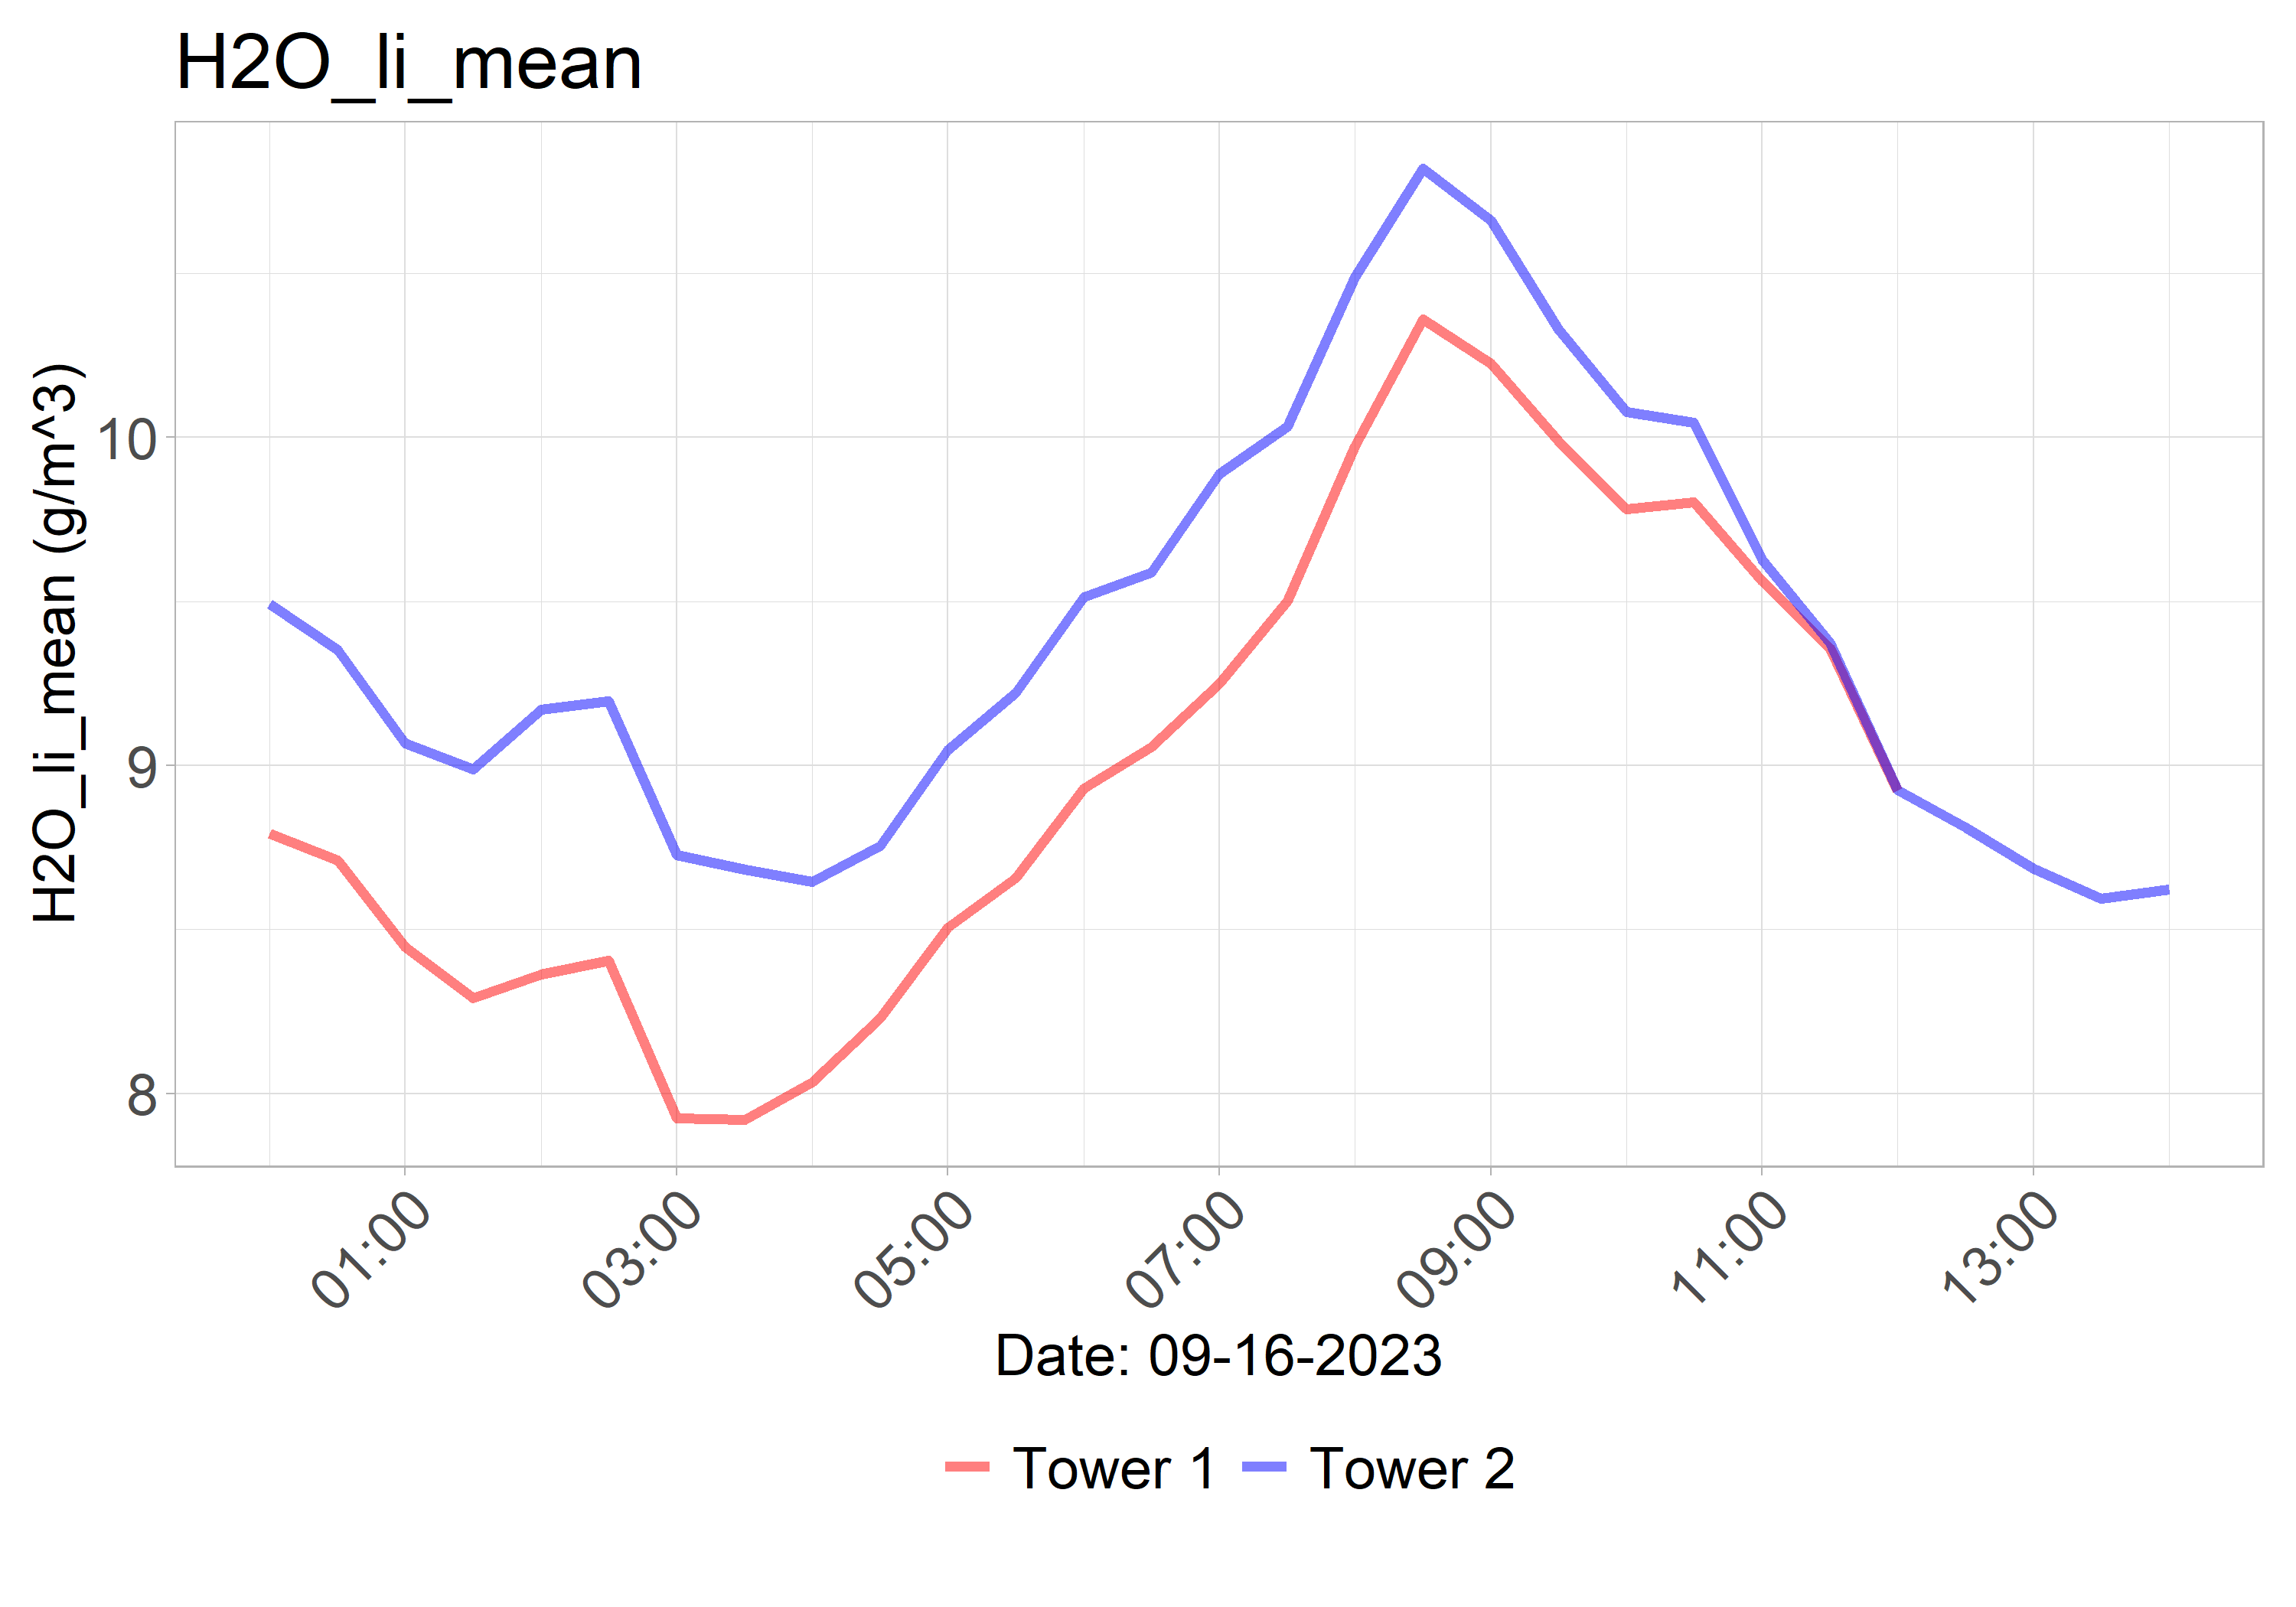 H2O_li_mean
H2O_li_mean (g/m^3)
10
9
8
01:00 03:00 05:00 07:00 09:00 11:00 13:00
Date: 09-16-2023
Tower 1 Tower 2